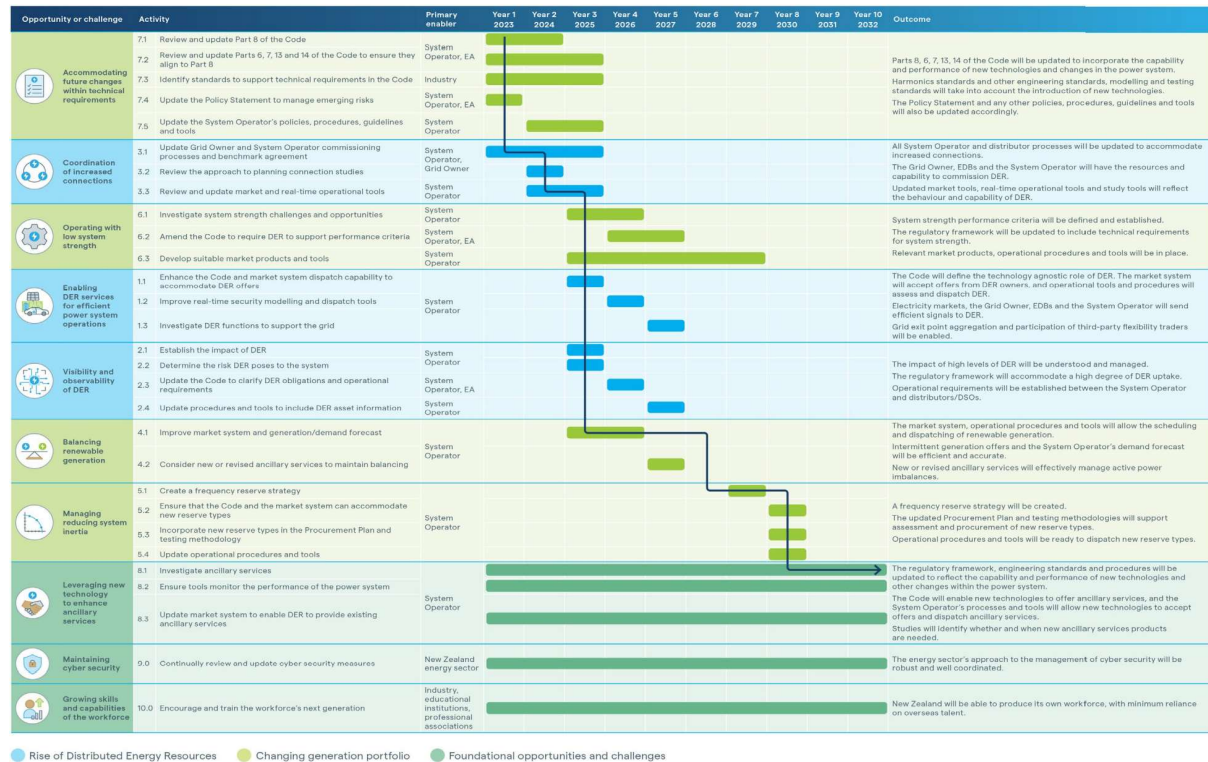 Opportunity or challenge
Activity
Primary
enabler
Year 1
2023
Year 2
2024
Year 3
2025
Year 4
2026
Year 5
2027
Year 6
2028
Year 7
2029
Year 8
2030
Year 9
2031
Year 10
2032
Outcome
Accommodating
future changes
within technical
requirements
7.1 Review and update Part 8 of the Code
7.2 Review and update Parts 6, 7, 13 and 14 of the Code to ensure they
align to Part 8
System
Operator, EA
7.3 Identify standards to support technical requirements in the Code
Industry
7.4 Update the Policy Statement to manage emerging risks
System
Operator, EA
7.5 Update the System Operator's policies, procedures, guidelines
and tools
System
Operator
Parts 8, 6, 7, 13, 14 of the Code will be updated to incorporate the capability
and performance of new technologies and changes in the power system.
Harmonics standards and other engineering standards, modelling and testing
standards will take into account the introduction of new technologies.
The Policy Statement and any other policies, procedures, guidelines and tools
will also be updated accordingly.
Coordination
of increased
connections
3.1 Update Grid Owner and System Operator commissioning
processes and benchmark agreement
3.2 Review the approach to planning connection studies
System
Operator,
Grid Owner
3.3 Review and update market and real-time operational tools
System
Operator
All System Operator and distributor processes will be updated to accommodate
increased connections.
The Grid Owner, EDBs and the System Operator will have the resources and
capability to commission DER.
Updated market tools, real-time operational tools and study tools will reflect
the behaviour and capability of DER.
Operating with
low system
strength
6.1 Investigate system strength challenges and opportunities
System
Operator
6.2 Amend the Code to require DER to support performance criteria
System
Operator, EA
6.3 Develop suitable market products and tools
System
Operator
System strength performance criteria will be defined and established.
The regulatory framework will be updated to include technical requirements
for system strength.
Relevant market products, operational procedures and tools will be in place.
Enabling
DER services
for efficient
power system
operations
1.1 Enhance the Code and market system dispatch capability to
accommodate DER offers
1.2 Improve real-time security modelling and dispatch tools
1.3 Investigate DER functions to support the grid
System
Operator
The Code will define the technology agnostic role of DER. The market system
will accept offers from DER owners, and operational tools and procedures will
assess and dispatch DER.
Electricity markets, the Grid Owner, EDBs and the System Operator will send
efficient signals to DER.
Grid exit point aggregation and participation of third-party flexibility traders
will be enabled.
Visibility and
observability
of DER
2.1 Establish the impact of DER
2.2 Determine the risk DER poses to the system
System
Operator
2.3 Update the Code to clarify DER obligations and operational
requirements
System
Operator, EA
2.4 Update procedures and tools to include DER asset information
System
Operator
The impact of high levels of DER will be understood and managed.
The regulatory framework will accommodate a high degree of DER uptake.
Operational requirements will be established between the System Operator
and distributors/DSOs.
Balancing
renewable
generation
4.1 Improve market system and generation/demand forecast
4.2 Consider new or revised ancillary services to maintain balancing
System
Operator
The market system, operational procedures and tools will allow the scheduling
and dispatching of renewable generation.
Intermittent generation offers and the System Operator's demand forecast
will be efficient and accurate.
New or revised ancillary services will effectively manage active power
imbalances.
Managing
reducing system
inertia
5.1 Create a frequency reserve strategy
5.2 Ensure that the Code and the market system can accommodate
new reserve types
5.3 Incorporate new reserve types in the Procurement Plan and
testing methodology
5.4 Update operational procedures and tools
System
Operator
A frequency reserve strategy will be created.
The updated Procurement Plan and testing methodologies will support
assessment and procurement of new reserve types.
Operational procedures and tools will be ready to dispatch new reserve types.
Leveraging new
technology
to enhance
ancillary
services
8.1 Investigate ancillary services
8.2 Ensure tools monitor the performance of the power system
8.3 Update market system to enable DER to provide existing
ancillary services
System
Operator
The regulatory framework, engineering standards and procedures will be
updated to reflect the capability and performance of new technologies and
other changes within the power system.
The Code will enable new technologies to offer ancillary services, and the
System Operator's processes and tools will allow new technologies to accept
offers and dispatch ancillary services.
Studies will identify whether and when new ancillary services products
are needed.
Maintaining
cyber security
9.0 Continually review and update cyber security measures
New Zealand
energy sector
The energy sector's approach to the management of cyber security will be
robust and well coordinated.
Growing skills
and capabilities
of the workforce
10.0 Encourage and train the workforce's next generation
Industry,
educational
institutions,
professional
associations
New Zealand will be able to produce its own workforce, with minimum reliance
on overseas talent.
Rise of Distributed Energy Resources
Changing generation portfolio
Foundational opportunities and challenges